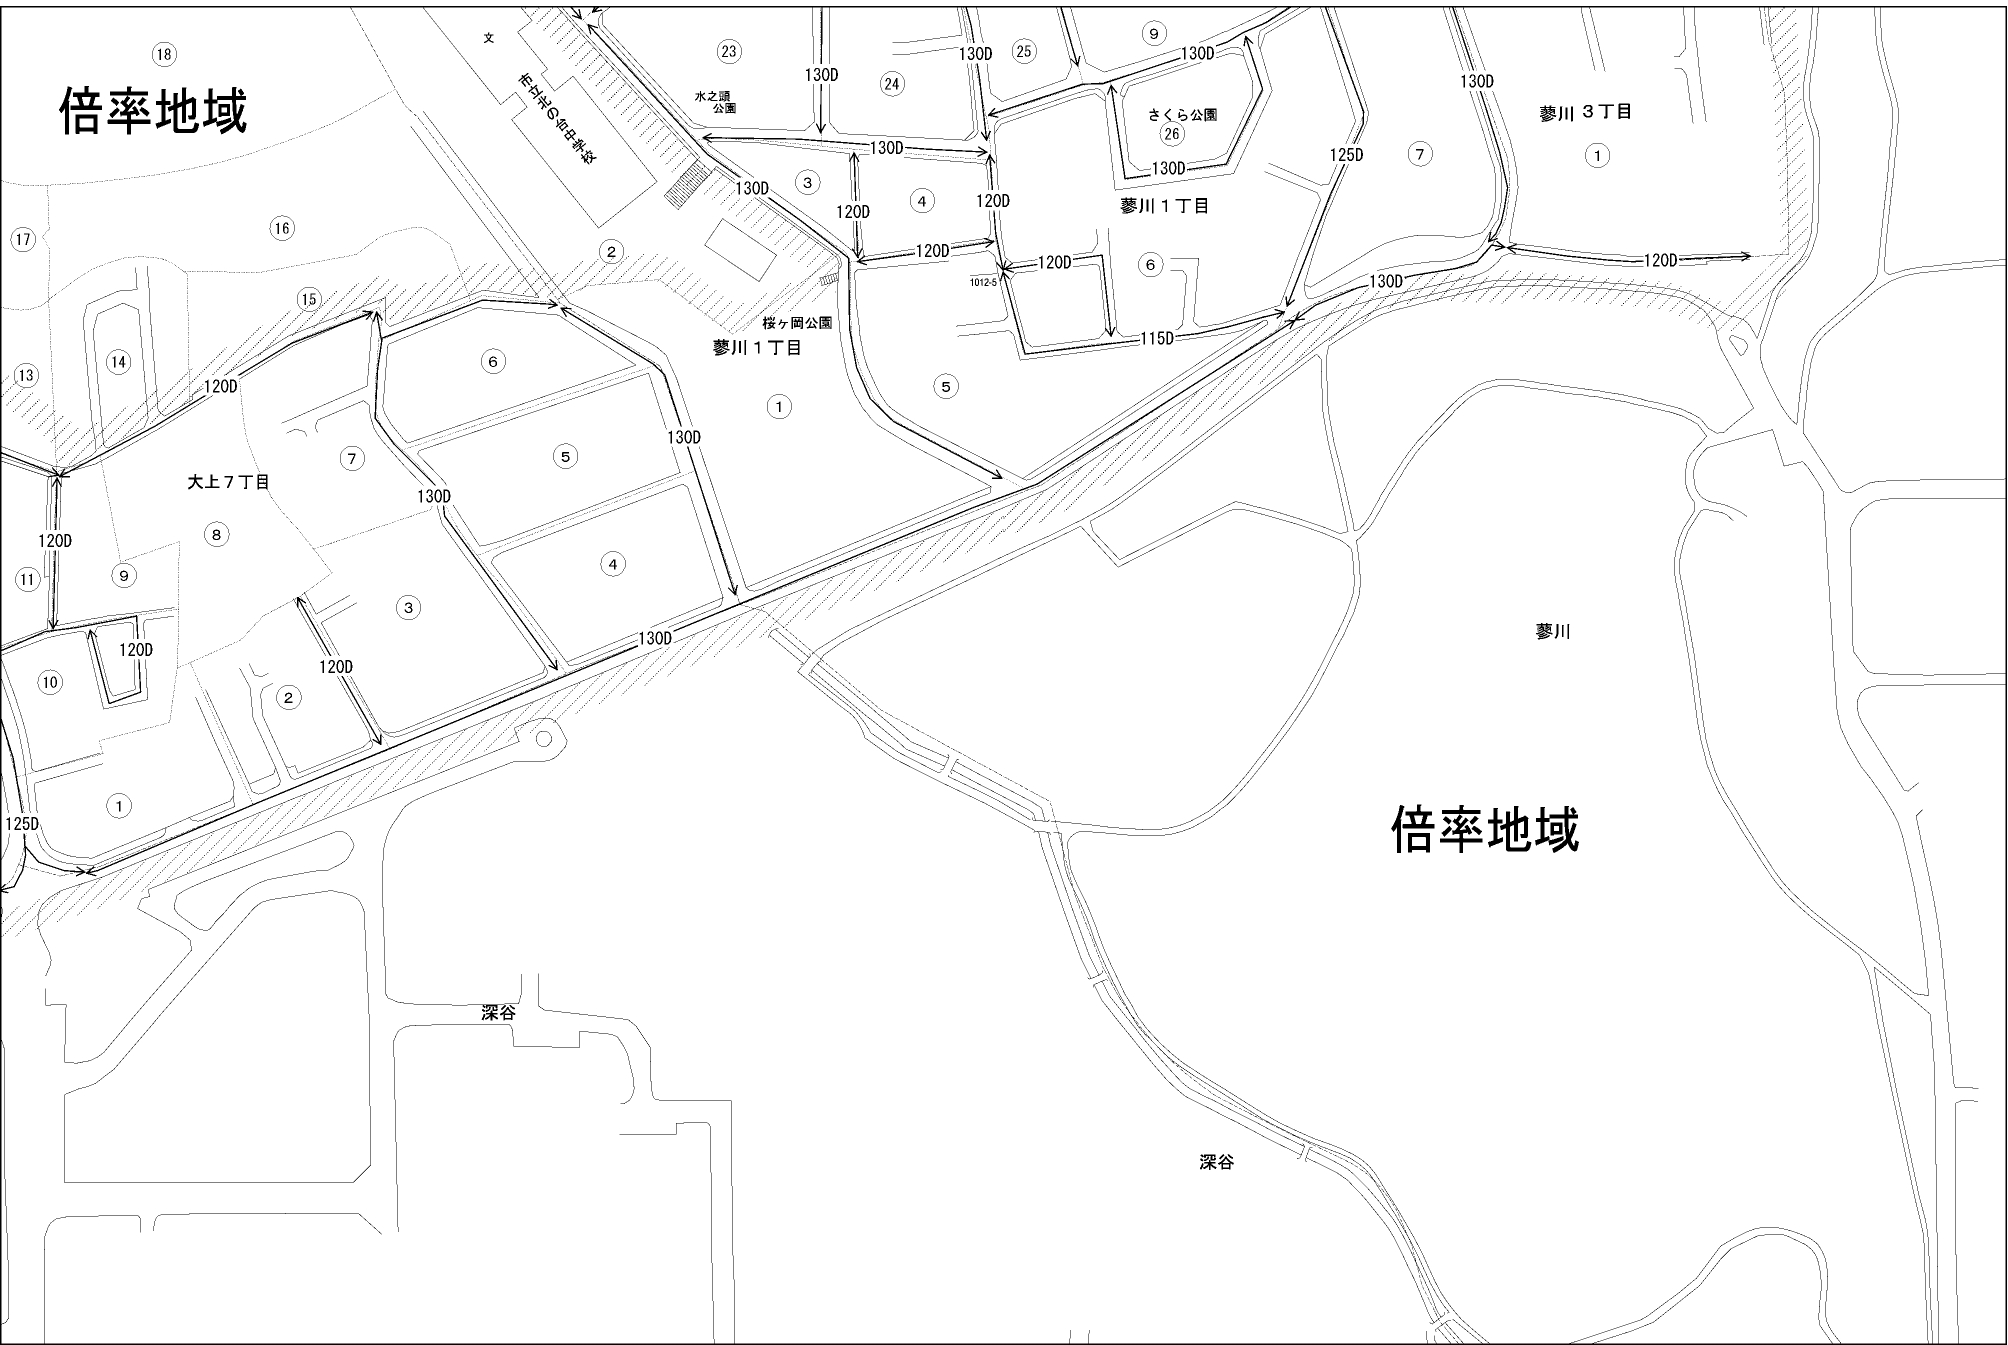 文
⑨
⑱
㉓
㉕
130D
130D
130D
130D
㉔
130D
倍率地域
水之頭
公園
さくら公園
㉖
蓼川３丁目
市立北の台中学校
130D
125D
⑦
①
130D
130D
③
④
120D
120D
蓼川１丁目
⑰
⑯
②
120D
120D
⑥
120D
1012-5
130D
⑮
桜ヶ岡公園
蓼川１丁目
115D
⑭
⑥
⑬
120D
⑤
①
130D
⑤
⑦
大上７丁目
130D
⑧
120D
④
⑪
⑨
③
蓼川
130D
120D
120D
⑩
②
①
125D
倍率地域
深谷
深谷